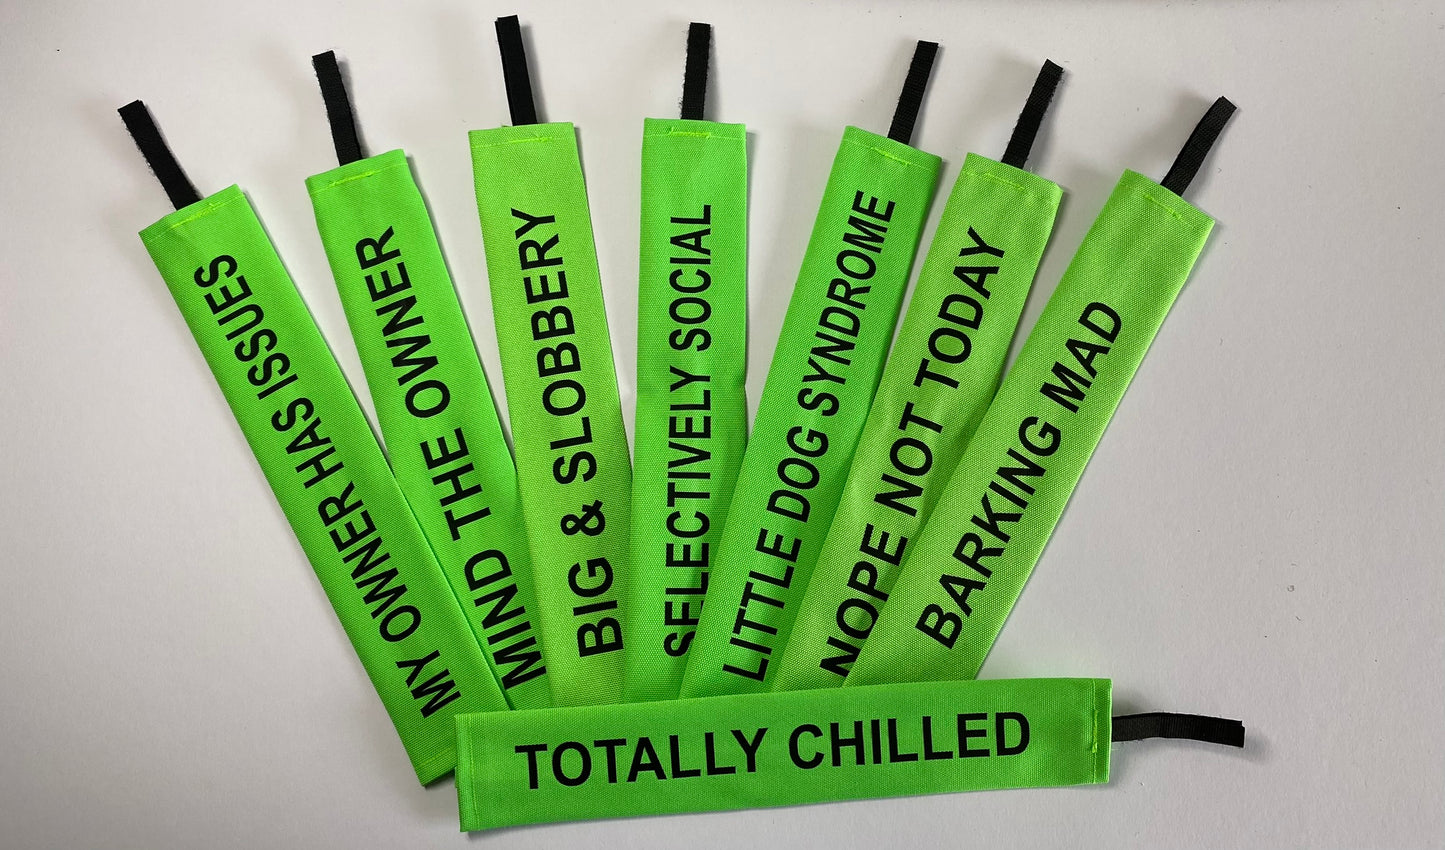 MY OWNER HAS ISSUES
MIND THE OWNER
BIG & SLOBBERY
SELECTIVELY SOCIAL
LITTLE DOG SYNDROME
NOPE NOT TODAY
BARKING MAD
TOTALLY CHILLED